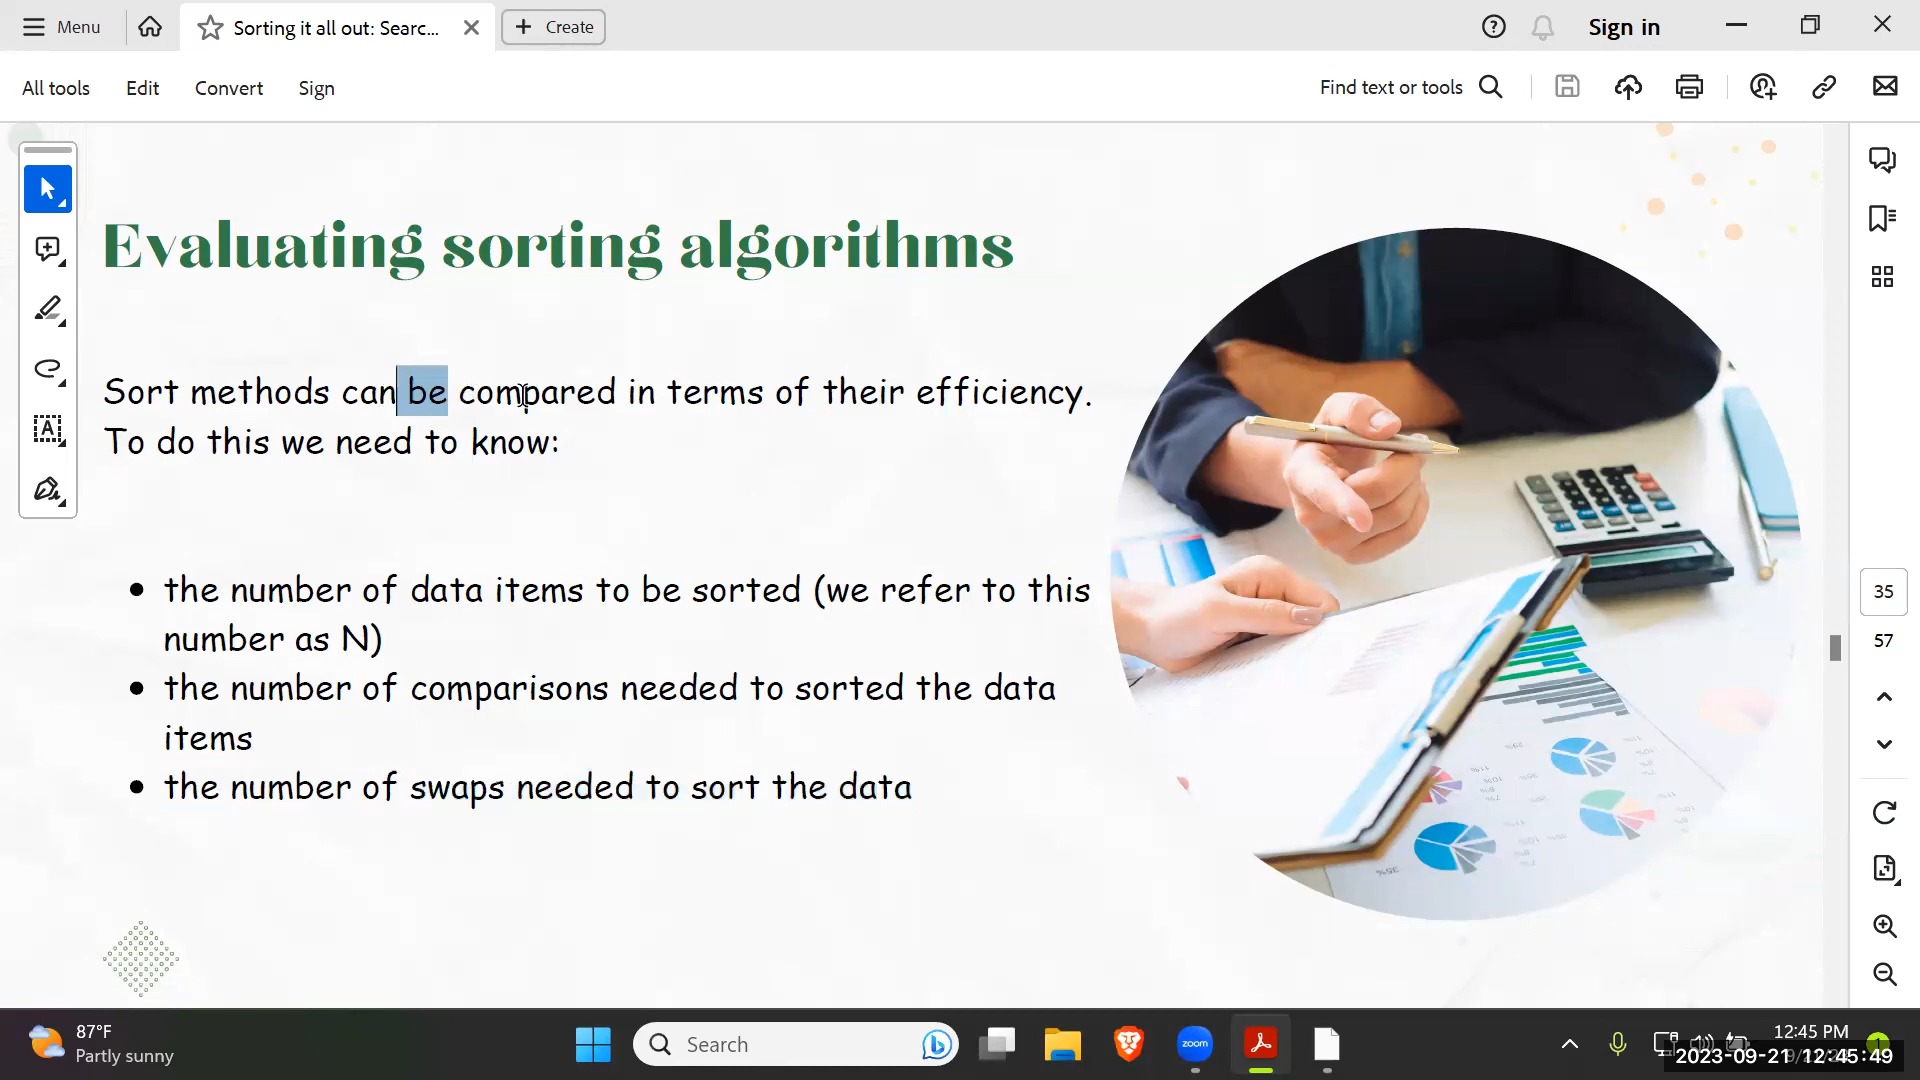 Menu
Sorting it all out: Searc...
Create
Sign in
All tools
Edit
Convert
Sign
Find text or tools
Evaluating sorting algorithms
Sort methods can be compared in terms of their efficiency.
To do this we need to know:
• the number of data items to be sorted (we refer to this
number as N)
• the number of comparisons needed to sorted the data
items
• the number of swaps needed to sort the data
35
57
87°F
Partly sunny
Search
zoom
12:45 PM
2023-09-21 12:45:49